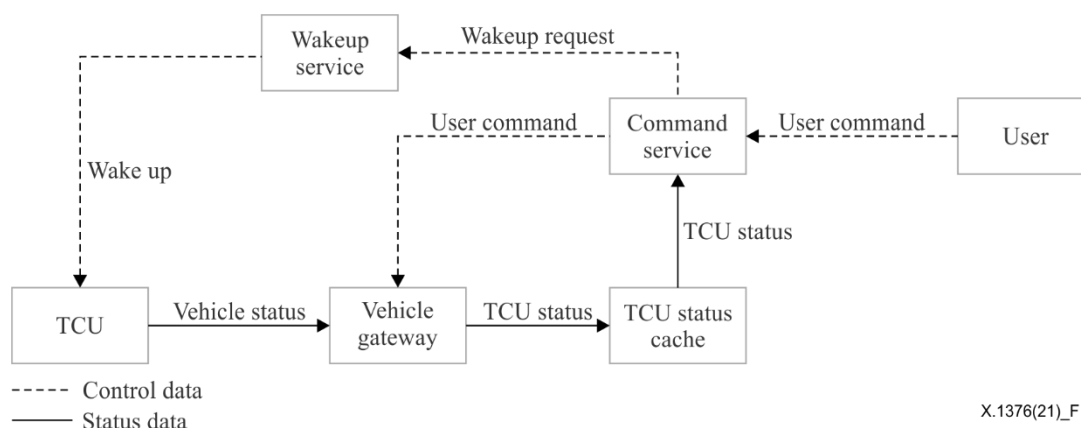 Wakeup
service
Wakeup request
User command
Command
service
User command
User
Wake up
TCU status
TCU
Vehicle status
Vehicle
gateway
TCU status
TCU status
cache
Control data
Status data
X.1376(21)_F